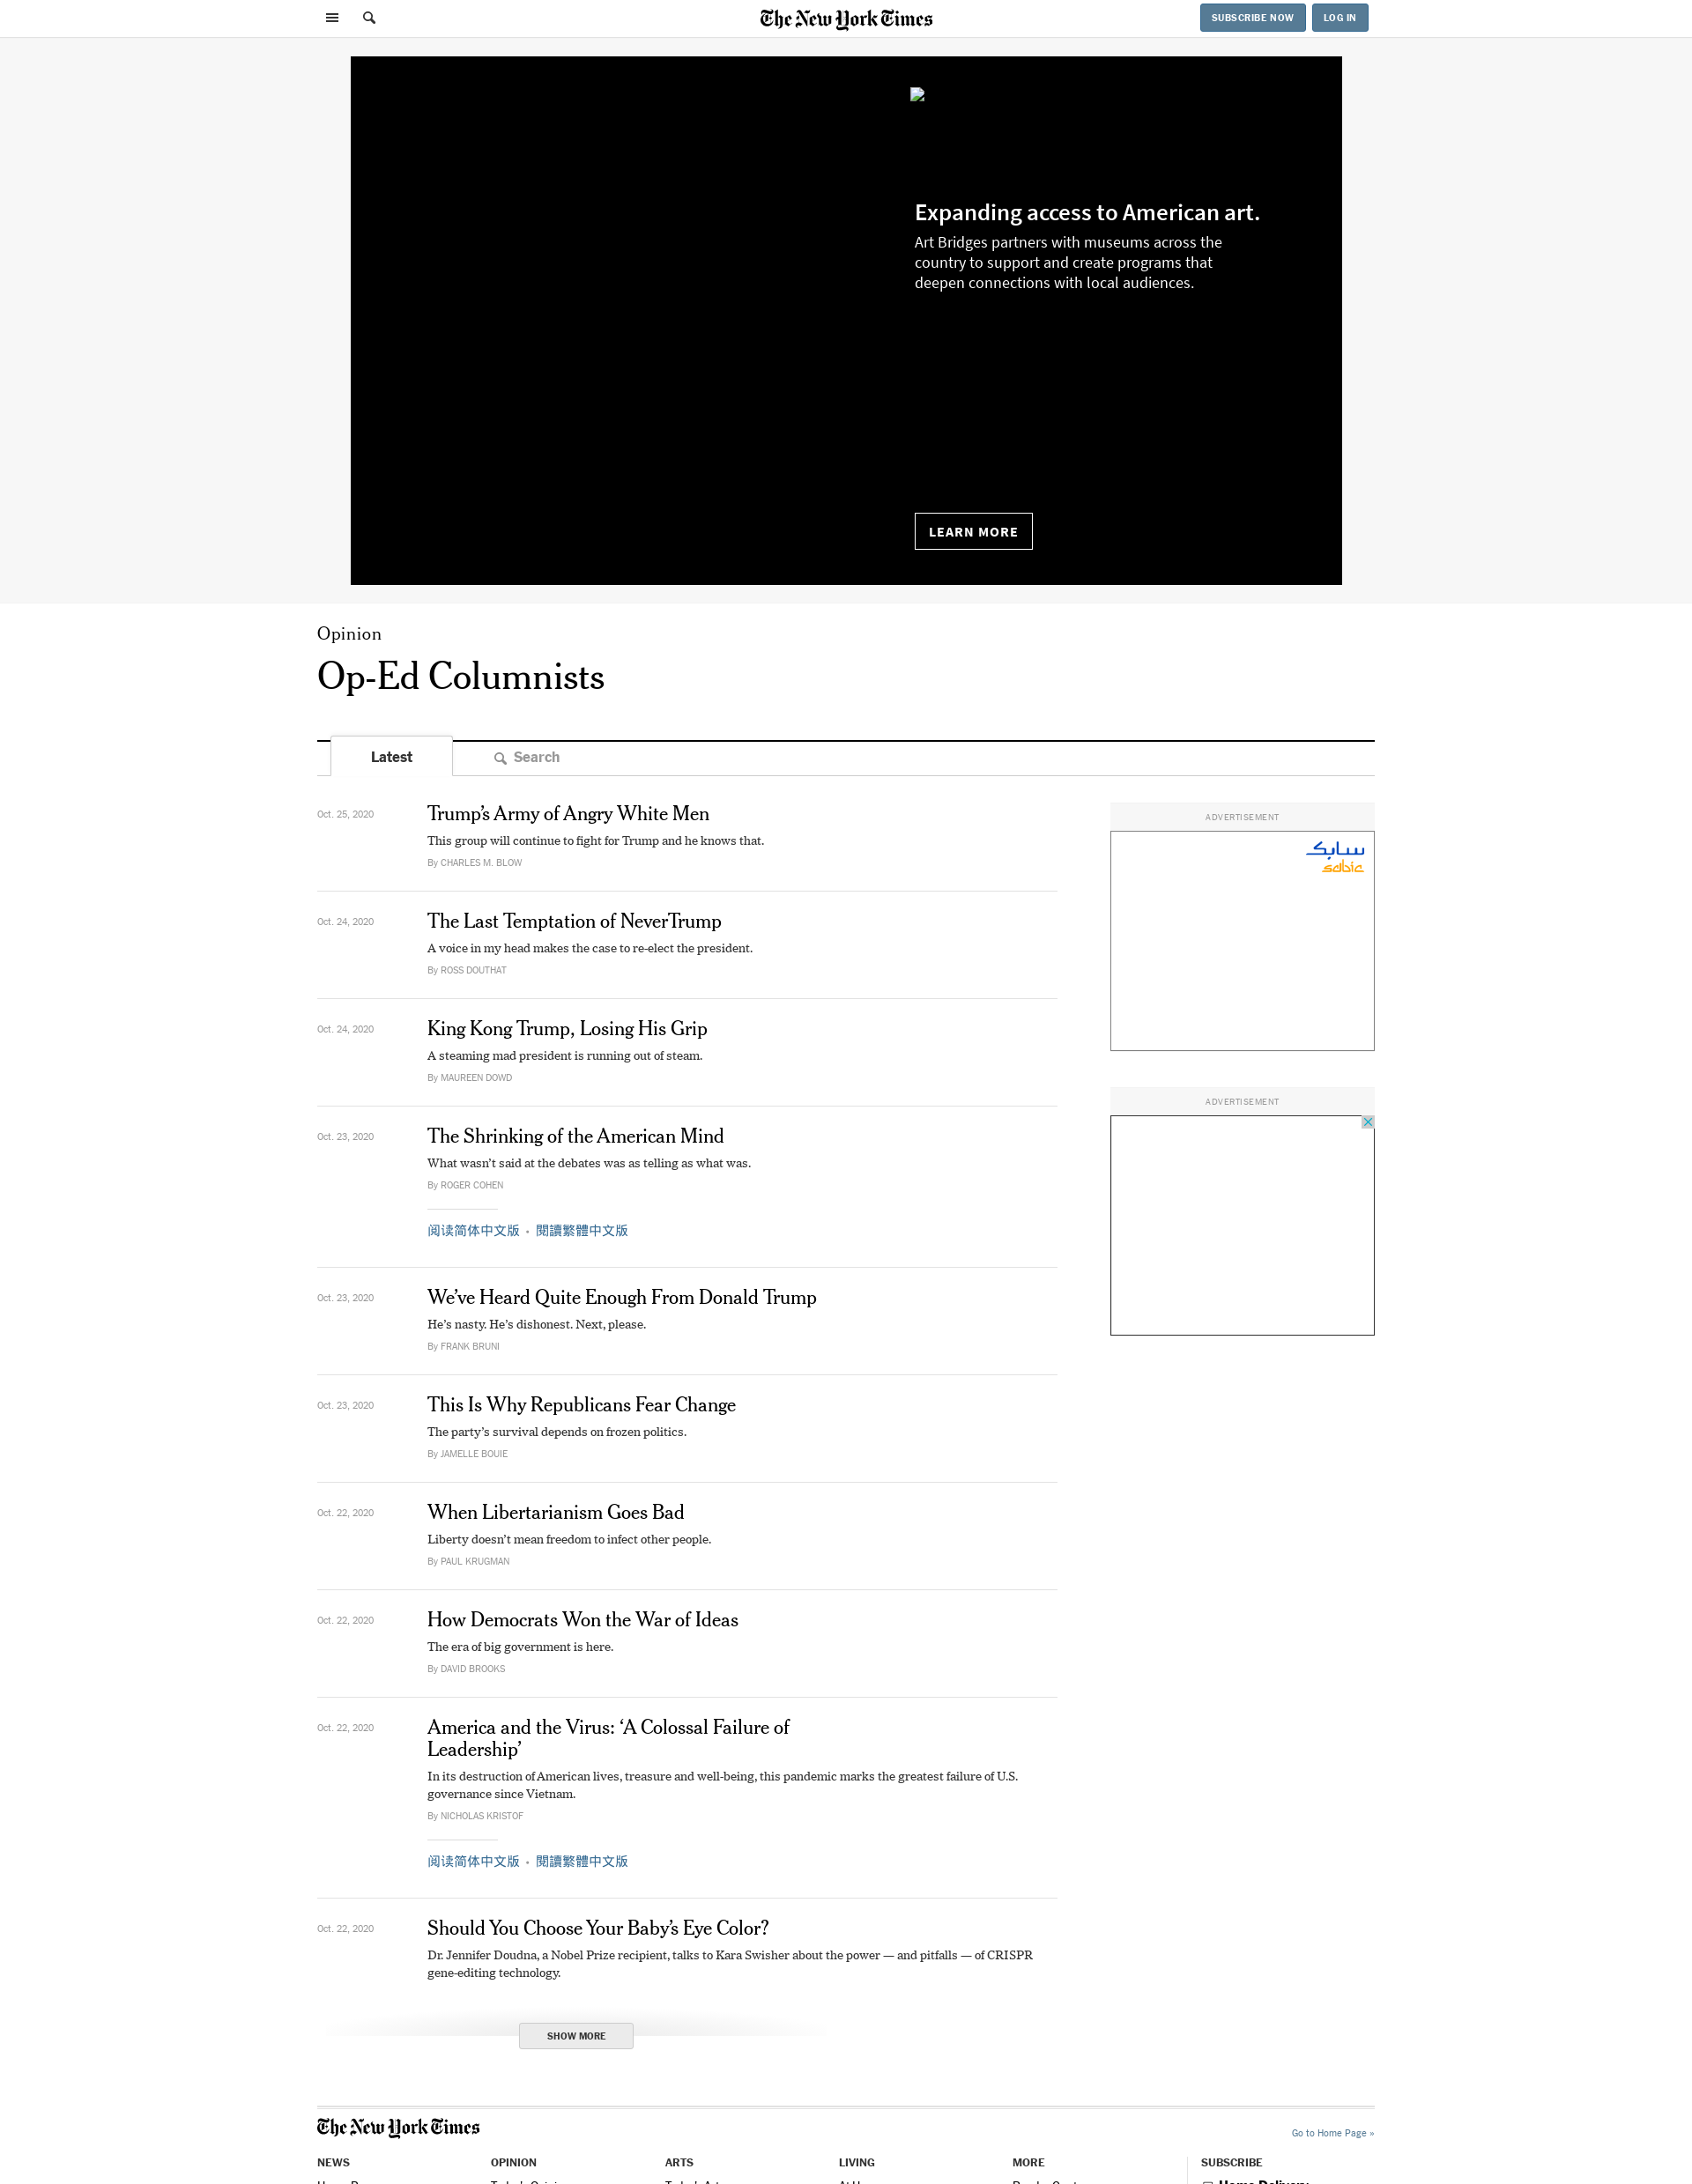 The New York Times
SUBSCRIBE NOW
LOG IN
Expanding access to American art.
Art Bridges partners with museums across the
country to support and create programs that
deepen connections with local audiences.
LEARN MORE
Opinion
Op-Ed Columnists
Latest
Search
Oct. 25, 2020
Trump’s Army of Angry White Men
This group will continue to fight for Trump and he knows that.
By CHARLES M. BLOW
Oct. 24, 2020
The Last Temptation of NeverTrump
A voice in my head makes the case to re-elect the president.
By ROSS DOUTHAT
Oct. 24, 2020
King Kong Trump, Losing His Grip
A steaming mad president is running out of steam.
By MAUREEN DOWD
Oct. 23, 2020
The Shrinking of the American Mind
What wasn’t said at the debates was as telling as what was.
By ROGER COHEN
阅读简体中文版 • 閱讀繁體中文版
Oct. 23, 2020
We’ve Heard Quite Enough From Donald Trump
He’s nasty. He’s dishonest. Next, please.
By FRANK BRUNI
Oct. 23, 2020
This Is Why Republicans Fear Change
The party’s survival depends on frozen politics.
By JAMELLE BOUIE
Oct. 22, 2020
When Libertarianism Goes Bad
Liberty doesn’t mean freedom to infect other people.
By PAUL KRUGMAN
Oct. 22, 2020
How Democrats Won the War of Ideas
The era of big government is here.
By DAVID BROOKS
Oct. 22, 2020
America and the Virus: ‘A Colossal Failure of
Leadership’
In its destruction of American lives, treasure and well-being, this pandemic marks the greatest failure of U.S.
governance since Vietnam.
By NICHOLAS KRISTOF
阅读简体中文版 • 閱讀繁體中文版
Oct. 22, 2020
Should You Choose Your Baby’s Eye Color?
Dr. Jennifer Doudna, a Nobel Prize recipient, talks to Kara Swisher about the power — and pitfalls — of CRISPR
gene-editing technology.
SHOW MORE
ADVERTISEMENT
سابک
sabic
ADVERTISEMENT
The New York Times
Go to Home Page »
NEWS
OPINION
ARTS
LIVING
MORE
SUBSCRIBE